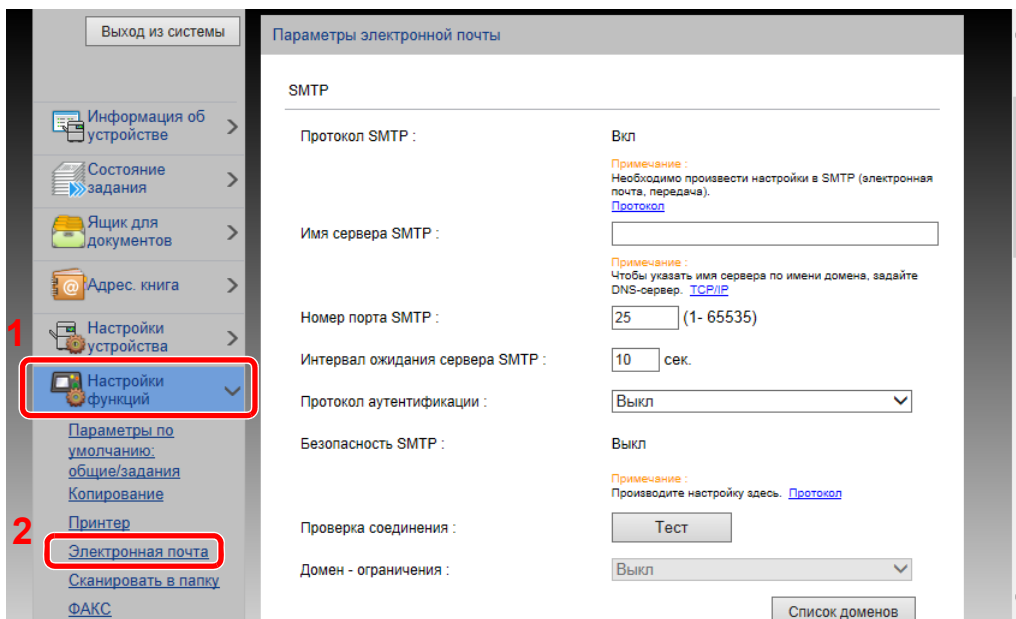 Выход из системы
Информация об
устройстве
Состояние
задания
Ящик для
документов
Адрес. книга
1
Настройки
устройства
Настройки
функций
Параметры по
умолчанию:
общие/задания
Копирование
Принтер
2
Электронная почта
Сканировать в папку
ФАКС
Параметры электронной почты
SMTP
Протокол SMTP :
Вкл
Примечание :
Необходимо произвести настройки в SMTP (электронная
почта, передача).
Протокол
Имя сервера SMTP :
Примечание :
Чтобы указать имя сервера по имени домена, задайте
DNS-сервер. TCP/IP
Номер порта SMTP :
25 (1- 65535)
Интервал ожидания сервера SMTP :
10 сек.
Протокол аутентификации :
Выкл
Безопасность SMTP :
Выкл
Примечание :
Производите настройку здесь. Протокол
Проверка соединения :
Тест
Домен - ограничения :
Выкл
Список доменов